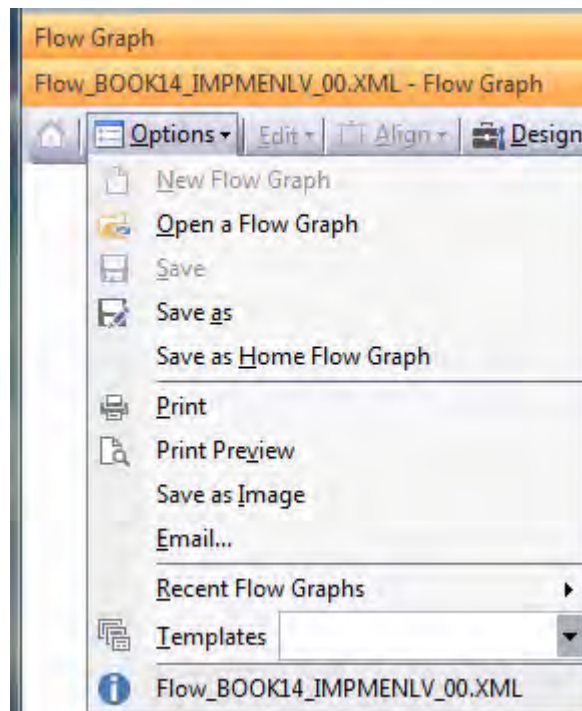 Flow Graph
Flow_BOOK14_IMPMENLV_00.XML - Flow Graph
Options Edit Align Design
New Flow Graph
Open a Flow Graph
Save
Save as
Save as Home Flow Graph
Print
Print Preview
Save as Image
Email...
Recent Flow Graphs
Templates
Flow_BOOK14_IMPMENLV_00.XML